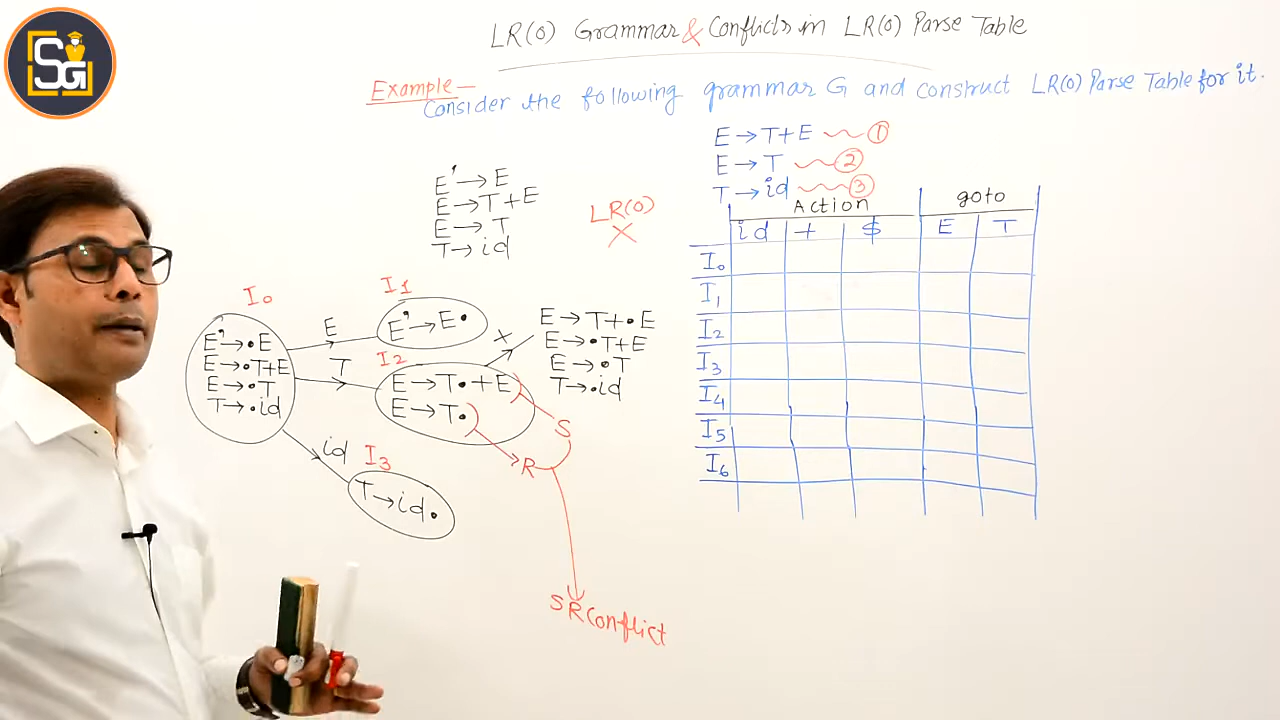 SG
LR(0) Grammar & Conflicts in LR(0) Parse Table
Example —
Consider the following grammar G and construct LR(0) Parse Table for it.
E → T+E ①
E → T ②
T → id ③
E' → E
E → T + E
E → T
T → id
LR(0)
X
Action goto
id + $ E T
I0
I1
I2
I3
I4
I5
I6
I0
E' → •E
E → •T+E
E → •T
T → •id
E
T
id
I1
E' → E•
I2
E → T• + E
E → T•
I3
T → id•
E → T+•E
E → •T+E
E → •T
T → •id
S
R
SR Conflict